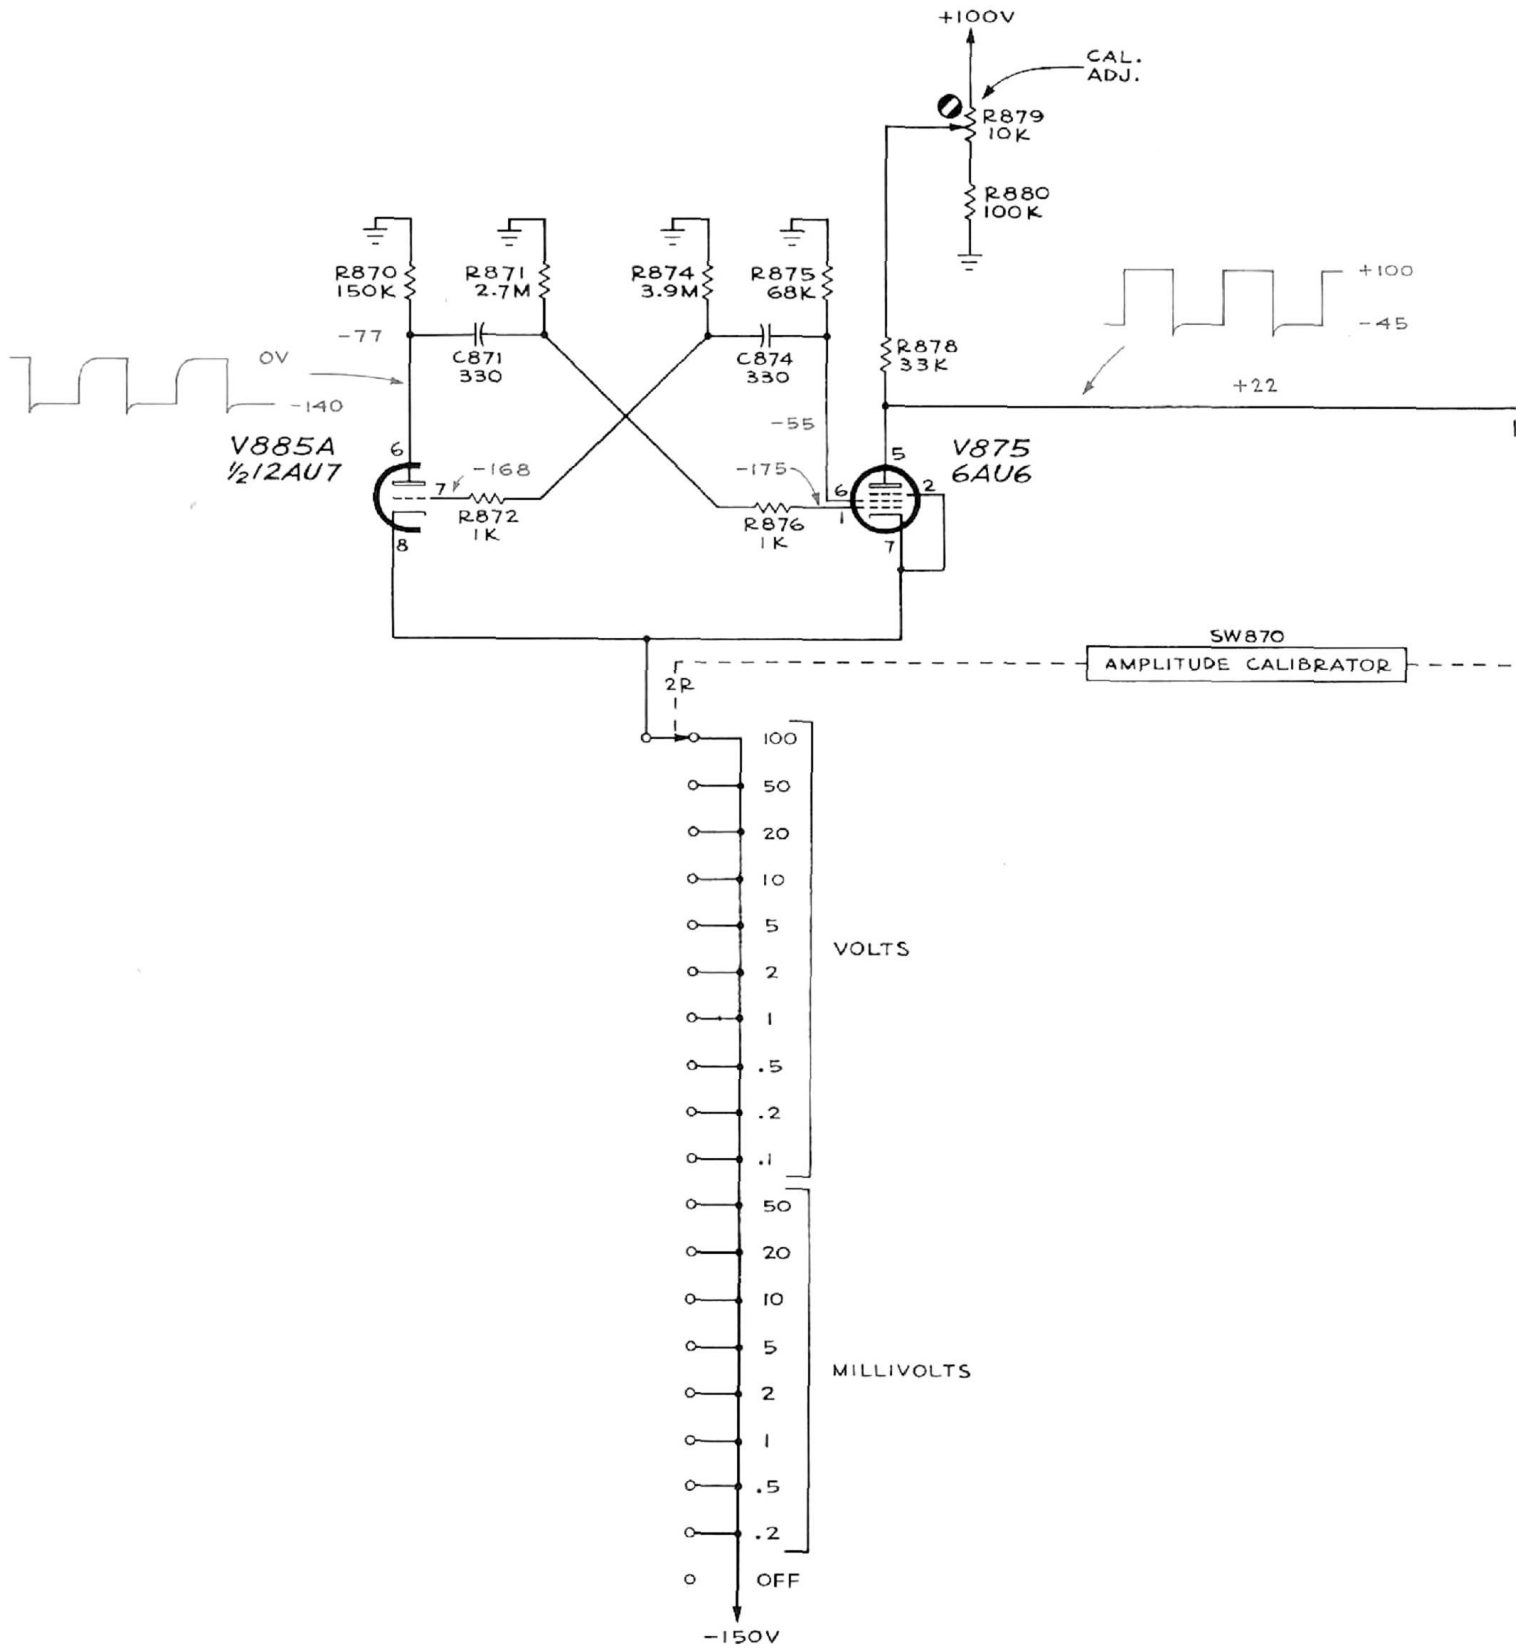 +100V
CAL.
ADJ.
R879
10K
R880
100K
R870
150K
R871
2.7M
R874
3.9M
R875
68K
+100
-45
-77
C871
330
C874
330
R878
33K
0V
-140
+22
-55
V885A
½12AU7
6
-168
7
R872
1K
8
-175
R876
1K
6
1
5
2
7
V875
6AU6
SW870
AMPLITUDE CALIBRATOR
2R
100
50
20
10
5
2
1
.5
.2
.1
VOLTS
50
20
10
5
2
1
.5
.2
MILLIVOLTS
OFF
-150V